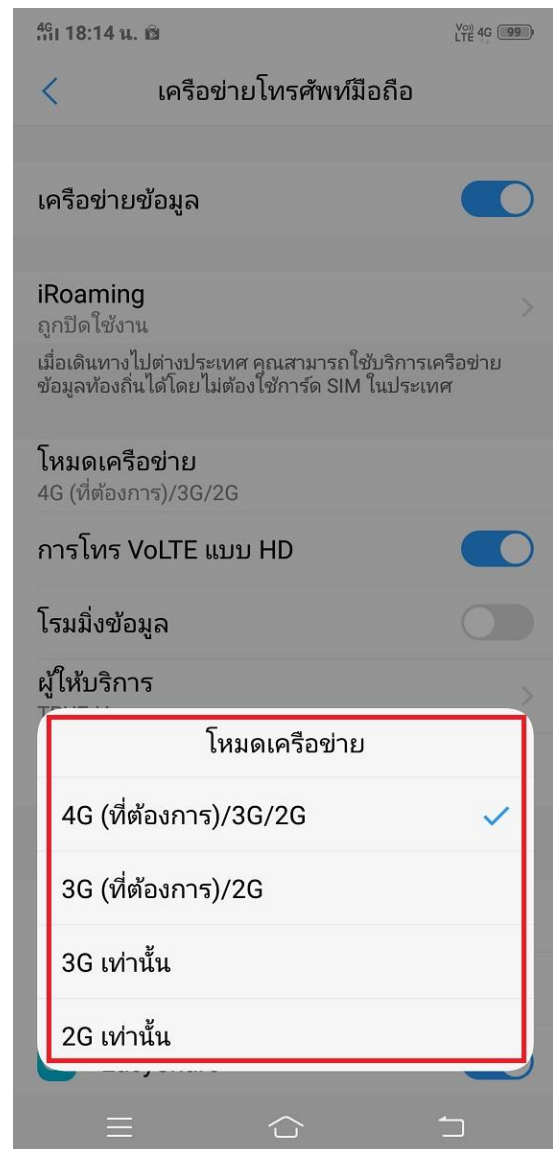 4G 18:14 น. VoLTE 4G 99
เครือข่ายโทรศัพท์มือถือ
เครือข่ายข้อมูล
iRoaming
ถูกปิดใช้งาน
เมื่อเดินทางไปต่างประเทศ คุณสามารถใช้บริการเครือข่าย
ข้อมูลท้องถิ่นได้โดยไม่ต้องใช้การ์ด SIM ในประเทศ
โหมดเครือข่าย
4G (ที่ต้องการ)/3G/2G
การโทร VoLTE แบบ HD
โรมมิ่งข้อมูล
ผู้ให้บริการ
โหมดเครือข่าย
4G (ที่ต้องการ)/3G/2G
3G (ที่ต้องการ)/2G
3G เท่านั้น
2G เท่านั้น